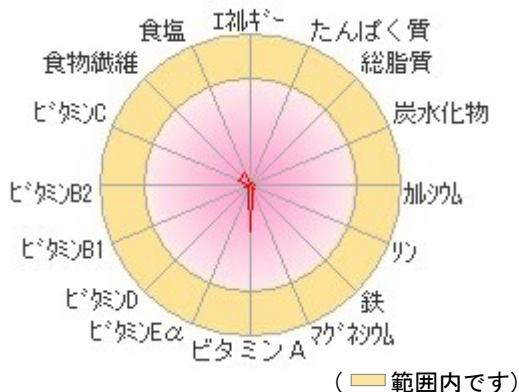 エネルギー
たんぱく質
総脂質
炭水化物
カルシウム
リン
鉄
マグネシウム
ビタミンA
ビタミンEα
ビタミンD
ビタミンB1
ビタミンB2
ビタミンC
食物繊維
食塩
(範囲内です)